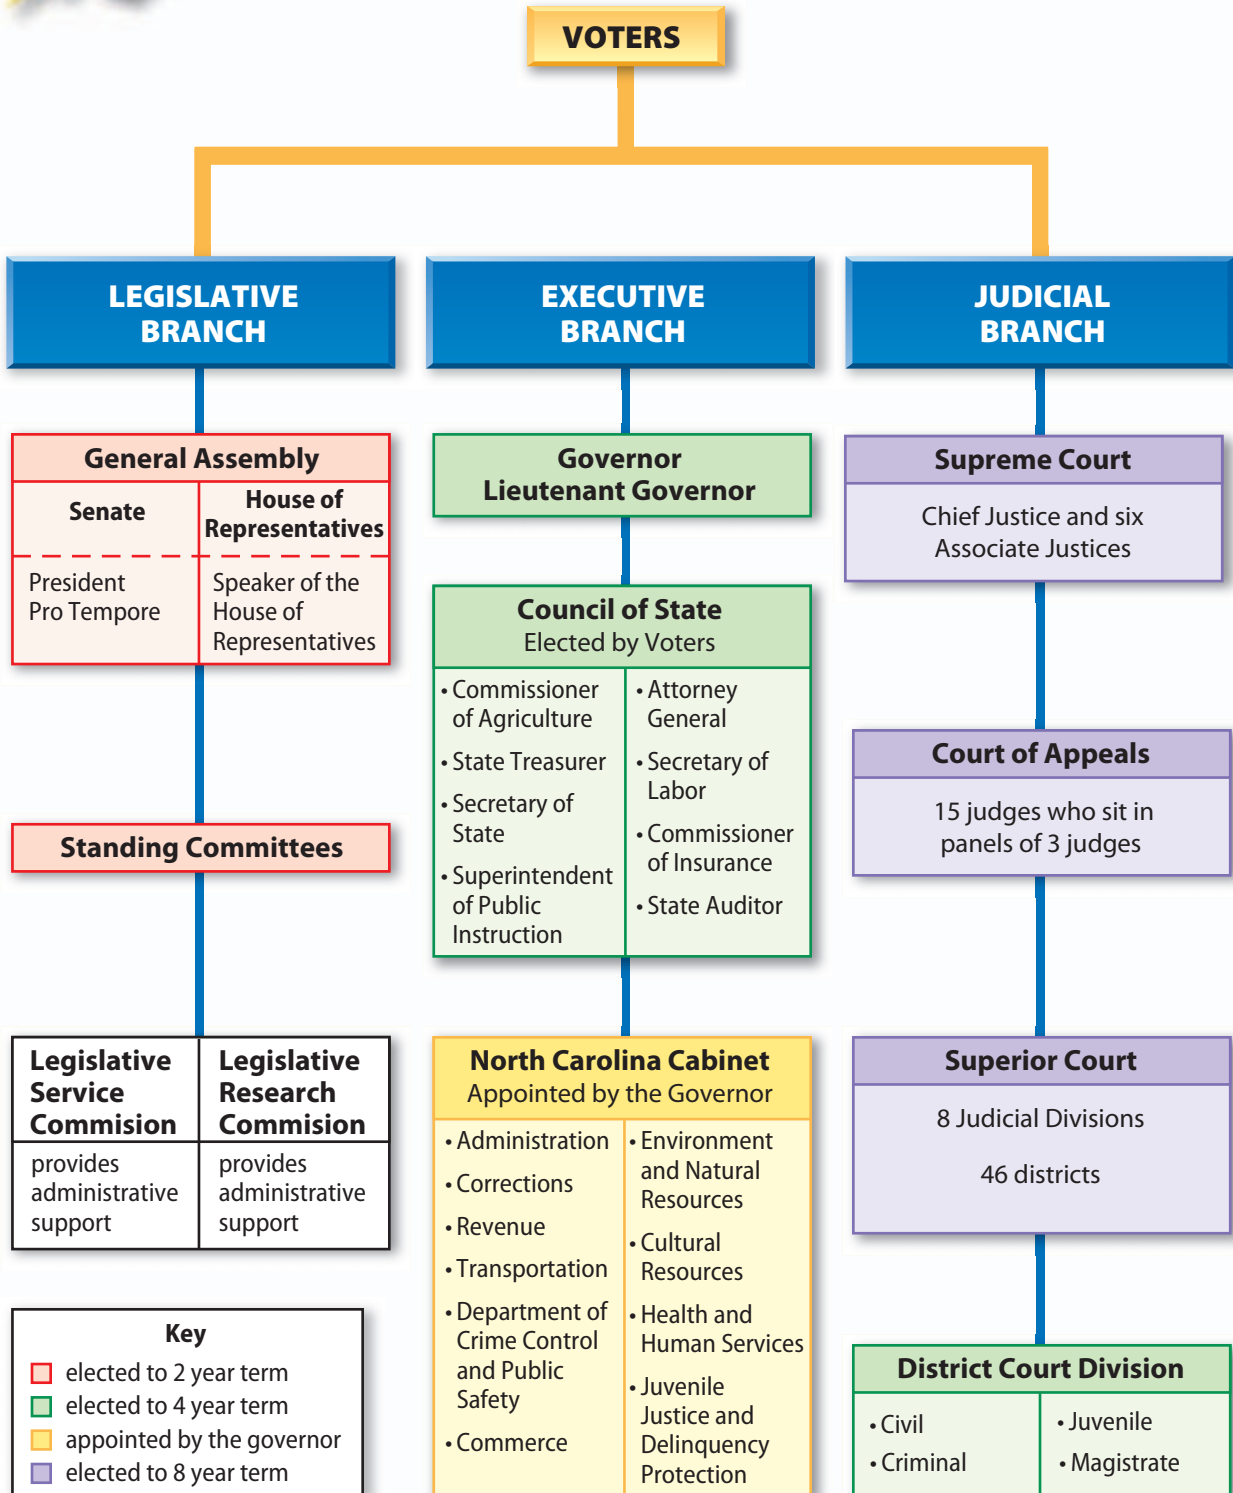 VOTERS
LEGISLATIVE
BRANCH
General Assembly
Senate
House of
Representatives
President
Pro Tempore
Speaker of the
House of
Representatives
Standing Committees
Legislative
Service
Commision
provides
administrative
support
Legislative
Research
Commision
provides
administrative
support
Key
elected to 2 year term
elected to 4 year term
appointed by the governor
elected to 8 year term
EXECUTIVE
BRANCH
Governor
Lieutenant Governor
Council of State
Elected by Voters
• Commissioner
of Agriculture
• State Treasurer
• Secretary of
State
• Superintendent
of Public
Instruction
• Attorney
General
• Secretary of
Labor
• Commissioner
of Insurance
• State Auditor
North Carolina Cabinet
Appointed by the Governor
• Administration
• Corrections
• Revenue
• Transportation
• Department of
Crime Control
and Public
Safety
• Commerce
• Environment
and Natural
Resources
• Cultural
Resources
• Health and
Human Services
• Juvenile
Justice and
Delinquency
Protection
JUDICIAL
BRANCH
Supreme Court
Chief Justice and six
Associate Justices
Court of Appeals
15 judges who sit in
panels of 3 judges
Superior Court
8 Judicial Divisions
46 districts
District Court Division
• Civil
• Criminal
• Juvenile
• Magistrate